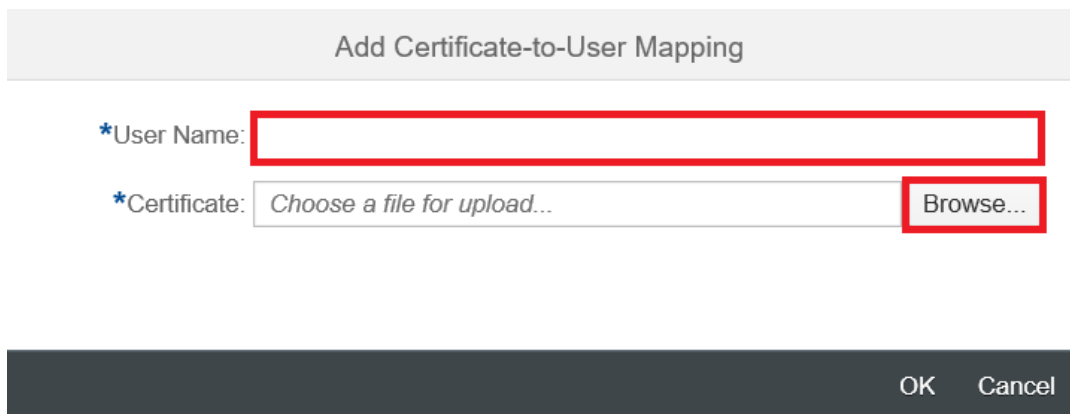 Add Certificate-to-User Mapping
*User Name:
*Certificate: Choose a file for upload... Browse...
OK Cancel